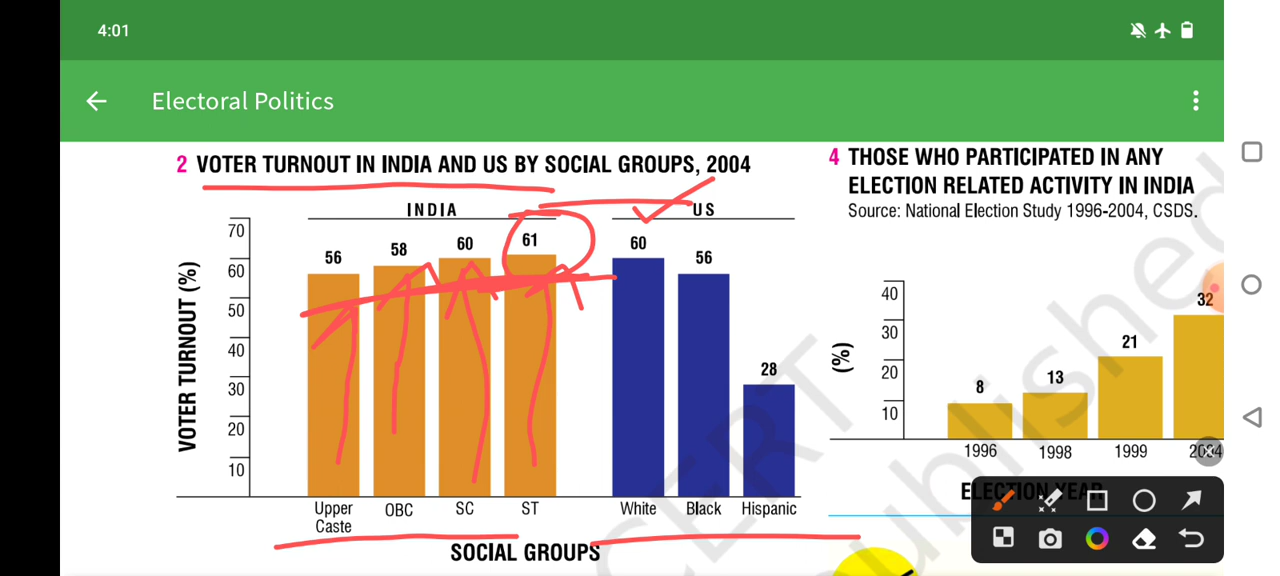 4:01
Electoral Politics
2 VOTER TURNOUT IN INDIA AND US BY SOCIAL GROUPS, 2004
INDIA US
VOTER TURNOUT (%)
70
60
50
40
30
20
10
56 58 60 61 60 56 28
Upper Caste OBC SC ST White Black Hispanic
SOCIAL GROUPS
4 THOSE WHO PARTICIPATED IN ANY
ELECTION RELATED ACTIVITY IN INDIA
Source: National Election Study 1996-2004, CSDS.
(%)
40
30
20
10
8 13 21 32
1996 1998 1999 2004
ELECTION YEAR